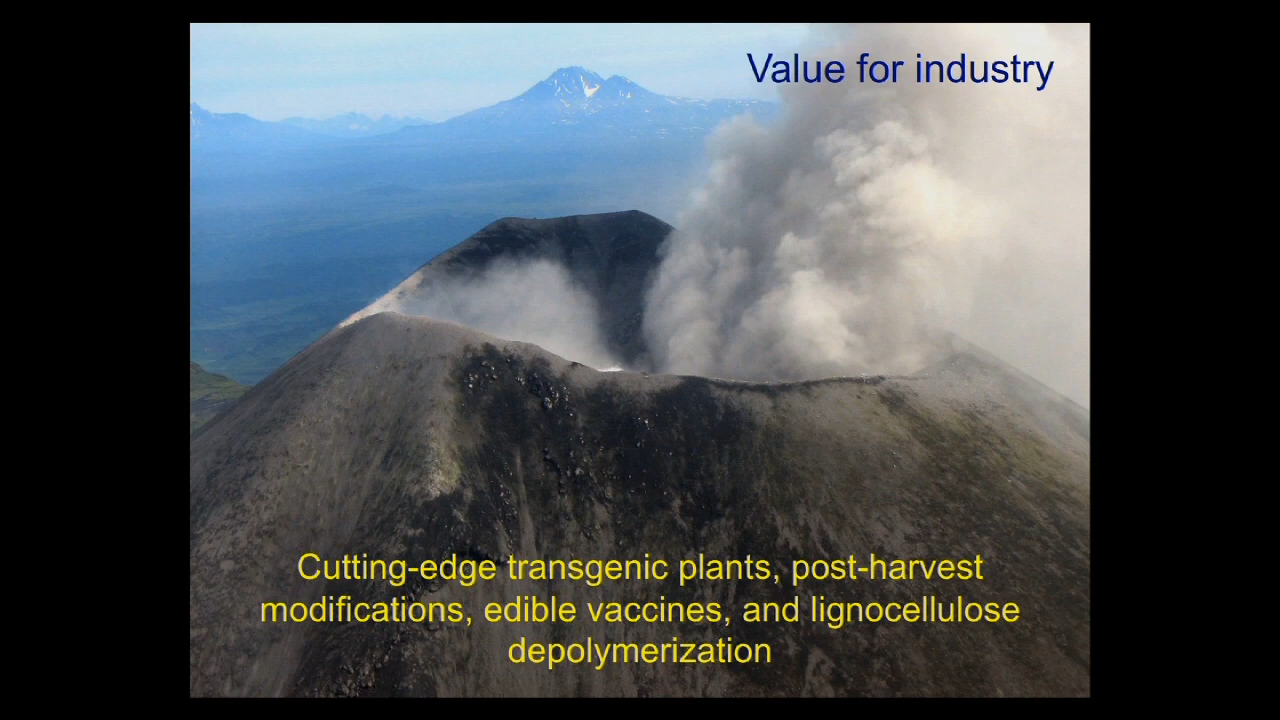 Value for industry
Cutting-edge transgenic plants, post-harvest
modifications, edible vaccines, and lignocellulose
depolymerization